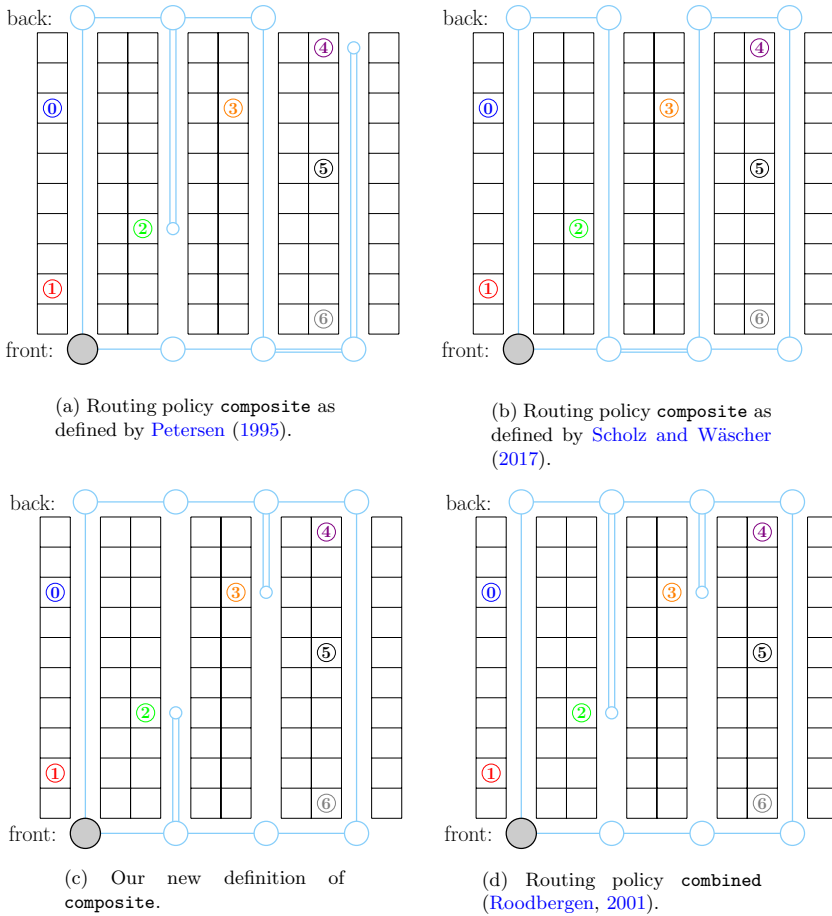 back:
0
1
2
3
4
5
6
front:
(a) Routing policy composite as
defined by Petersen (1995).
back:
0
1
2
3
4
5
6
front:
(b) Routing policy composite as
defined by Scholz and Wäscher
(2017).
back:
0
1
2
3
4
5
6
front:
(c) Our new definition of
composite.
back:
0
1
2
3
4
5
6
front:
(d) Routing policy combined
(Roodbergen, 2001).